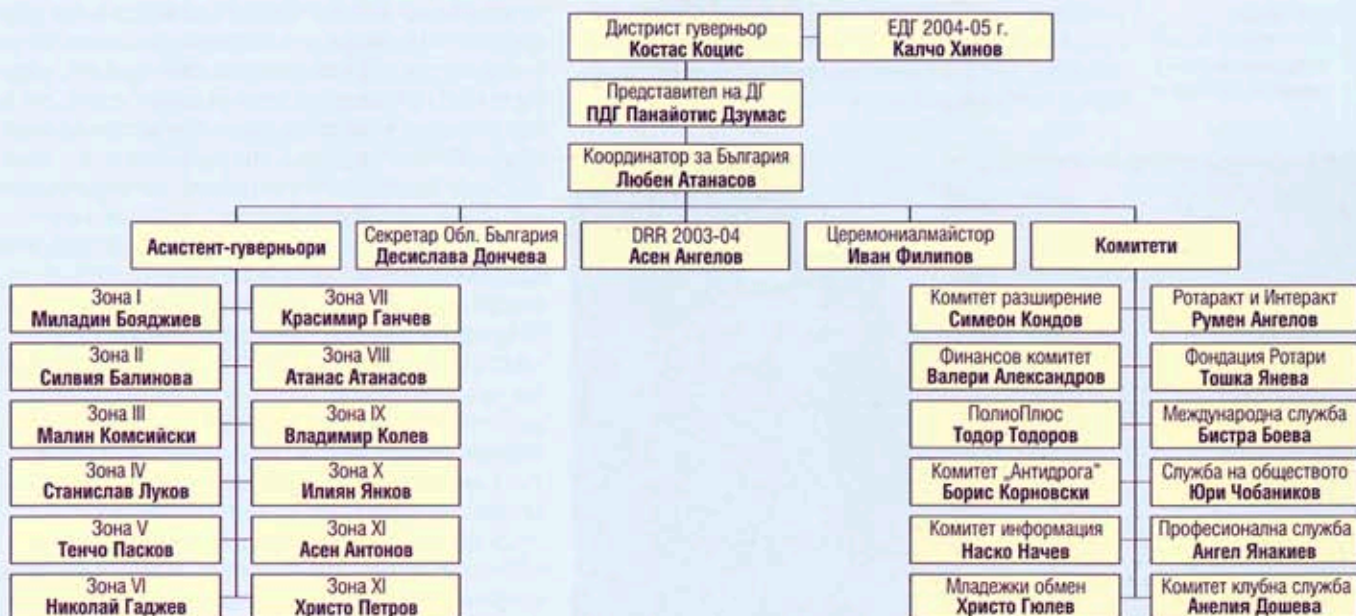 Дистрист гуверньор
Костас Коцис
ЕДГ 2004-05 г.
Калчо Хинов
Представител на ДГ
ПДГ Панайотис Дзумас
Координатор за България
Любен Атанасов
Асистент-гуверньори
Секретар Обл. България
Десислава Дончева
DRR 2003-04
Асен Ангелов
Церемониалмайстор
Иван Филипов
Комитети
Зона I
Миладин Бояджиев
Зона VII
Красимир Ганчев
Зона II
Силвия Балинова
Зона VIII
Атанас Атанасов
Зона III
Малин Комсийски
Зона IX
Владимир Колев
Зона IV
Станислав Луков
Зона X
Илиян Янков
Зона V
Тенчо Пасков
Зона XI
Асен Антонов
Зона VI
Николай Гаджев
Зона XI
Христо Петров
Комитет разширение
Симеон Кондов
Ротаракт и Интеракт
Румен Ангелов
Финансов комитет
Валери Александров
Фондация Ротари
Тошка Янева
ПолиоПлюс
Тодор Тодоров
Международна служба
Бистра Боева
Комитет „Антидрога"
Борис Корновски
Служба на обществото
Юри Чобаников
Комитет информация
Наско Начев
Професионална служба
Ангел Янакиев
Младежки обмен
Христо Гюлев
Комитет клубна служба
Анелия Дошева